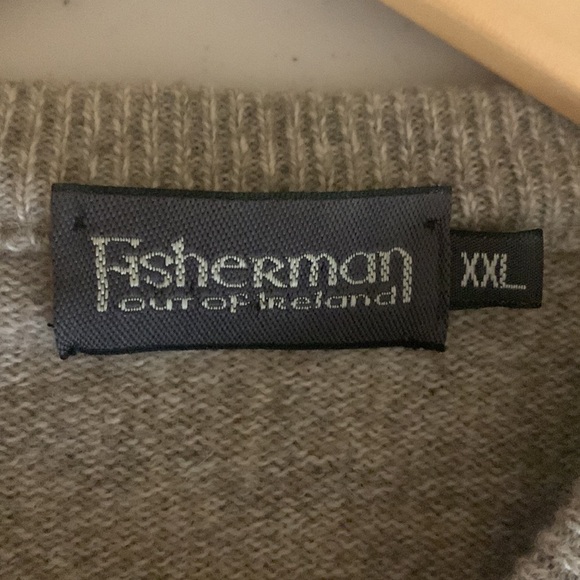 Fisherman
out of ireland
XXL